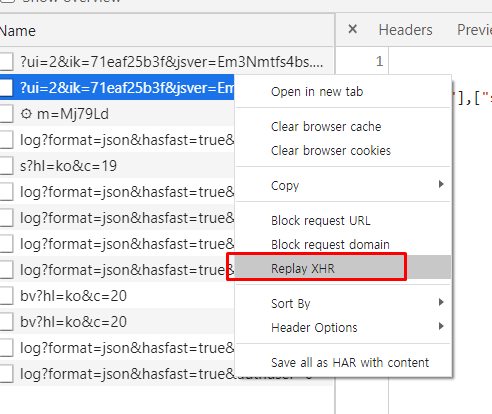 Show overview
Name
Headers
Preview
?ui=2&ik=71eaf25b3f&jsver=Em3Nmtfs4bs....
1
?ui=2&ik=71eaf25b3f&jsver=Em
"],["=
m=Mj79Ld
log?format=json&hasfast=true&
s?hl=ko&c=19
log?format=json&hasfast=true&
log?format=json&hasfast=true&
log?format=json&hasfast=true&
log?format=json&hasfast=true&
bv?hl=ko&c=20
bv?hl=ko&c=20
log?format=json&hasfast=true&
log?format=json&hasfast=true&
Open in new tab
Clear browser cache
Clear browser cookies
Copy
Block request URL
Block request domain
Replay XHR
Sort By
Header Options
Save all as HAR with content